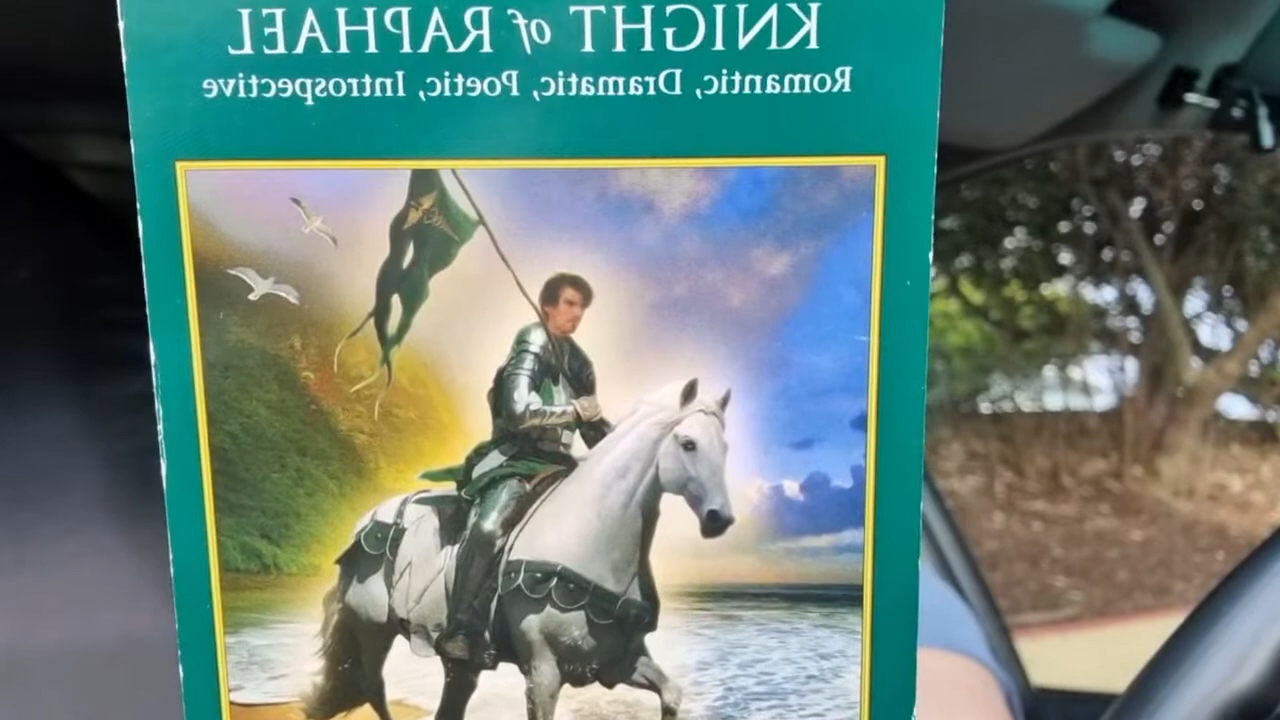 KNIGHT of RAPHAEL
Romantic, Dramatic, Poetic, Introspective